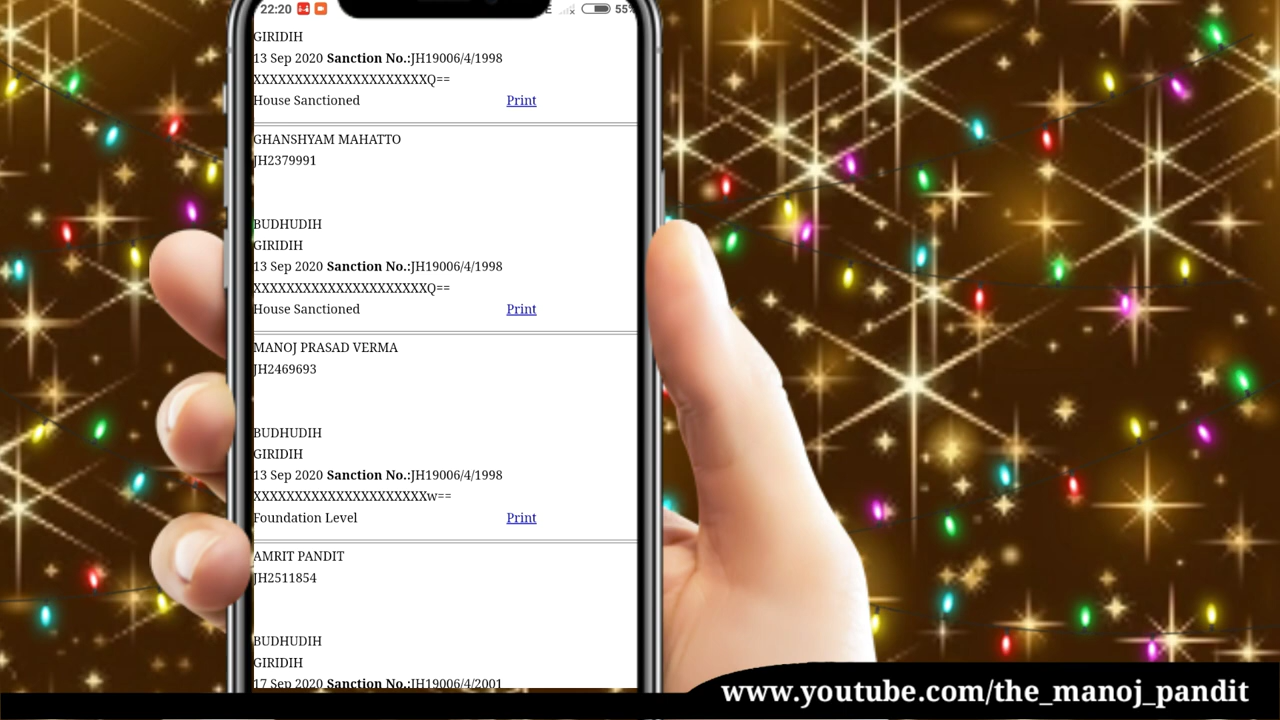 22:20 E 55%
GIRIDIH
13 Sep 2020 Sanction No.:JH19006/4/1998
XXXXXXXXXXXXXXXXXXXXXQ==
House Sanctioned Print
GHANSHYAM MAHATTO
JH2379991
BUDHUDIH
GIRIDIH
13 Sep 2020 Sanction No.:JH19006/4/1998
XXXXXXXXXXXXXXXXXXXXXQ==
House Sanctioned Print
MANOJ PRASAD VERMA
JH2469693
BUDHUDIH
GIRIDIH
13 Sep 2020 Sanction No.:JH19006/4/1998
XXXXXXXXXXXXXXXXXXXXXw==
Foundation Level Print
AMRIT PANDIT
JH2511854
BUDHUDIH
GIRIDIH
17 Sep 2020 Sanction No.:JH19006/4/2001
www.youtube.com/the_manoj_pandit